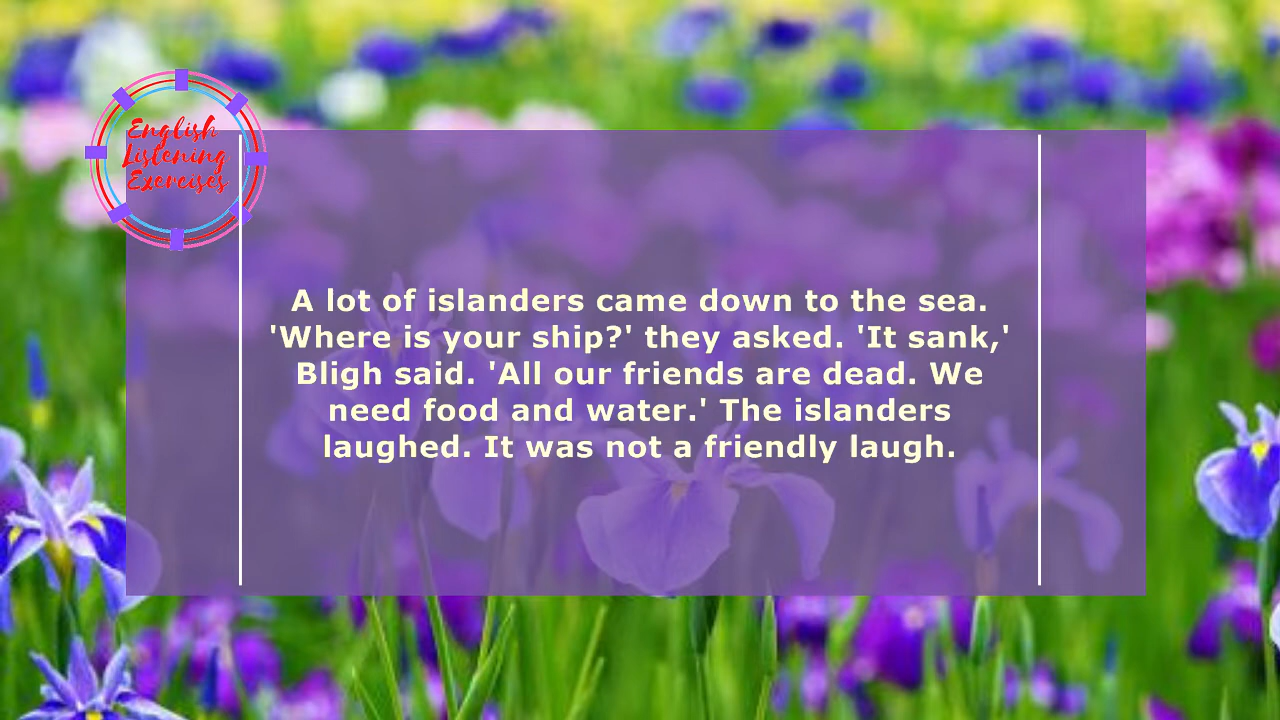 English
Listening
Exercises
A lot of islanders came down to the sea.
'Where is your ship?' they asked. 'It sank,'
Bligh said. 'All our friends are dead. We
need food and water.' The islanders
laughed. It was not a friendly laugh.